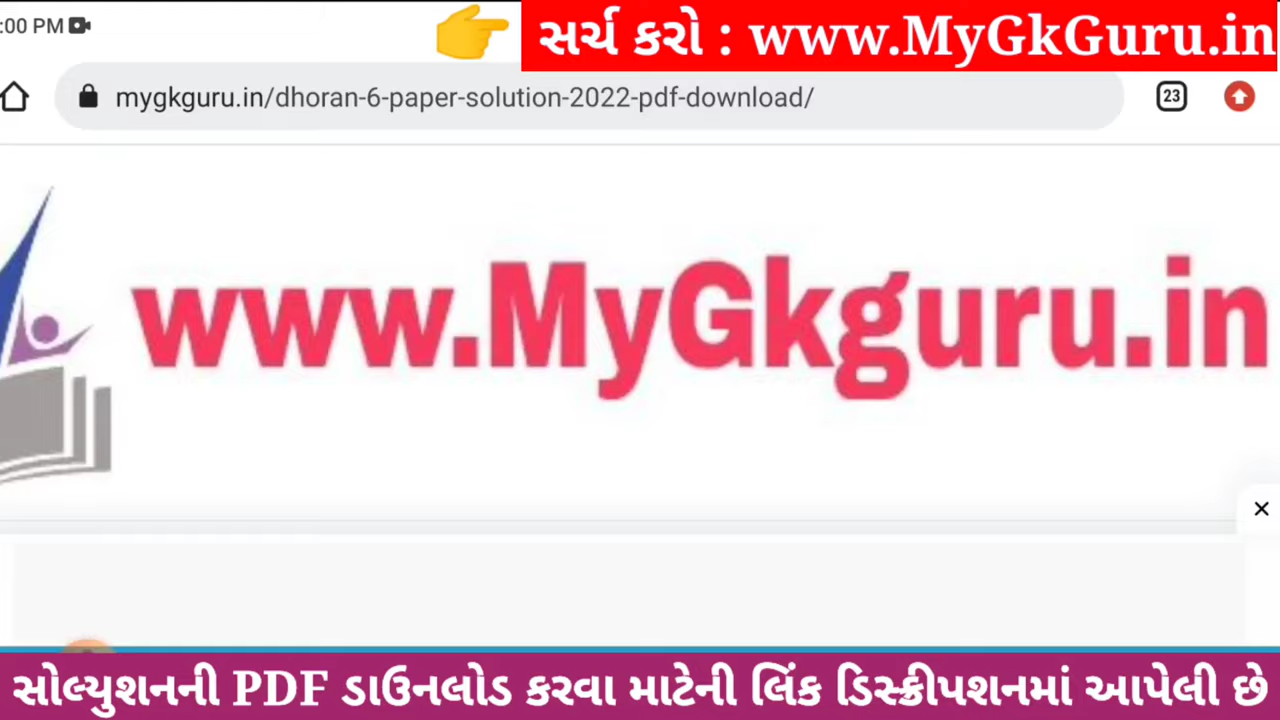 :00 PM
👉 સર્ચ કરો : www.MyGkGuru.in
mygkguru.in/dhoran-6-paper-solution-2022-pdf-download/
23
www.MyGkguru.in
સોલ્યુશનની PDF ડાઉનલોડ કરવા માટેની લિંક ડિસ્ક્રીપશનમાં આપેલી છે